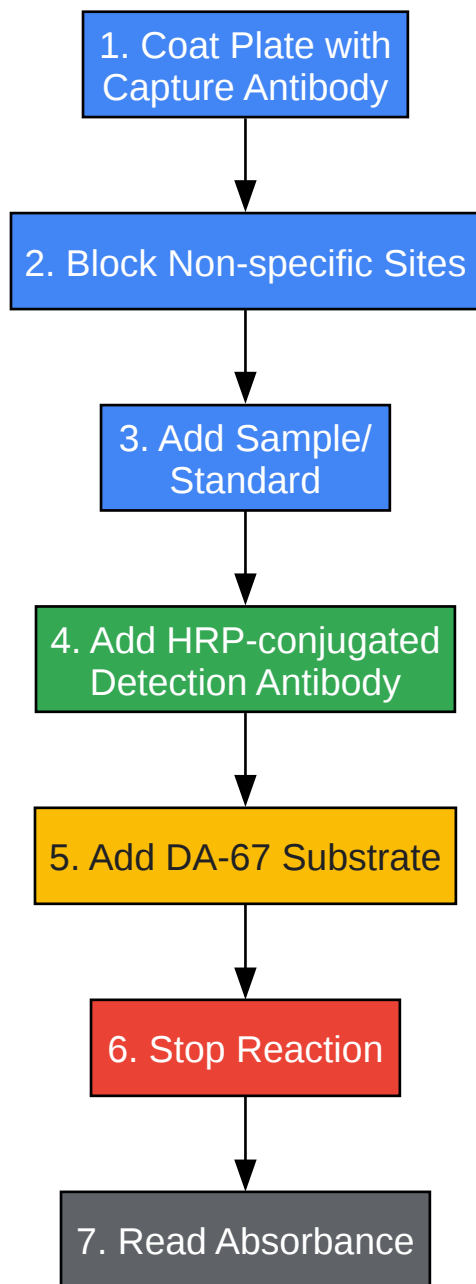 1. Coat Plate with
Capture Antibody
2. Block Non-specific Sites
3. Add Sample/
Standard
4. Add HRP-conjugated
Detection Antibody
5. Add DA-67 Substrate
6. Stop Reaction
7. Read Absorbance